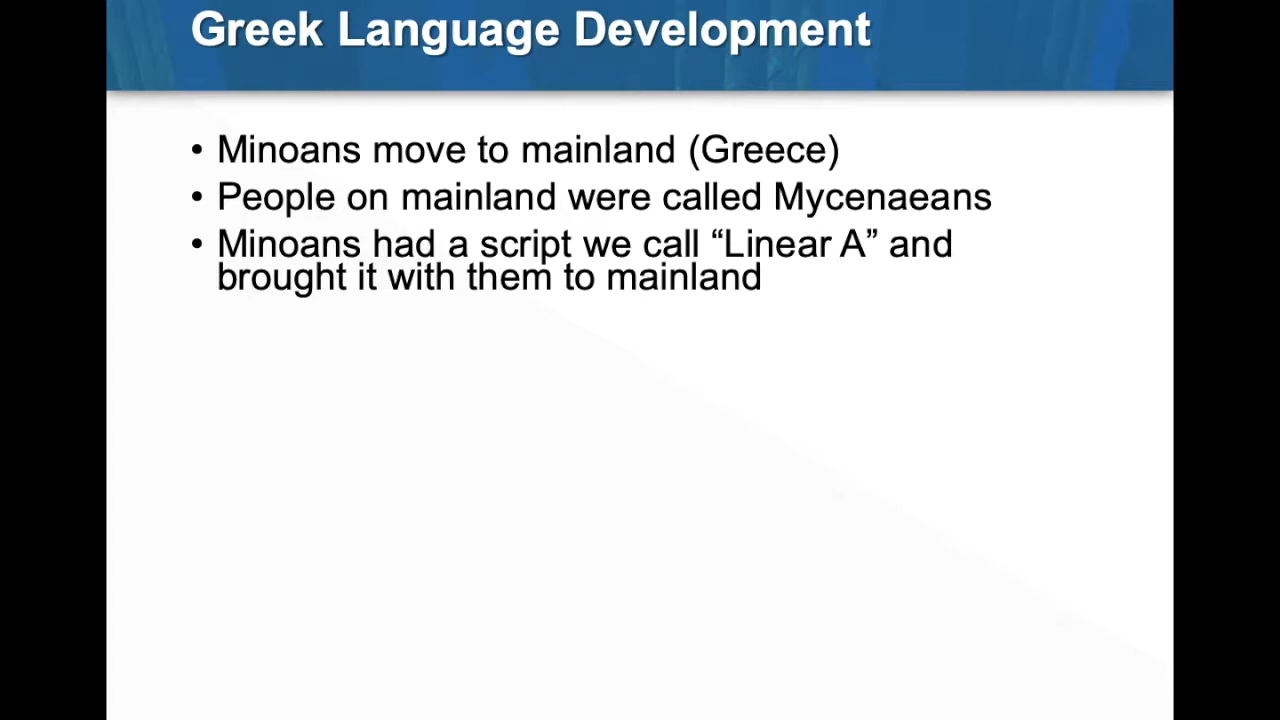 Greek Language Development
• Minoans move to mainland (Greece)
• People on mainland were called Mycenaeans
• Minoans had a script we call “Linear A” and
brought it with them to mainland